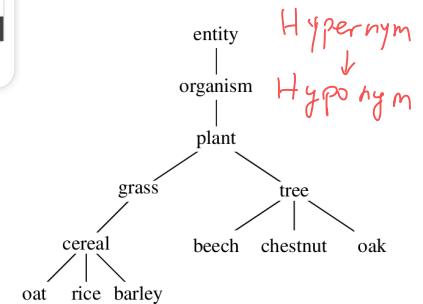 entity
Hypernym
organism
Hyponym
plant
grass
tree
cereal
beech chestnut oak
oat rice barley